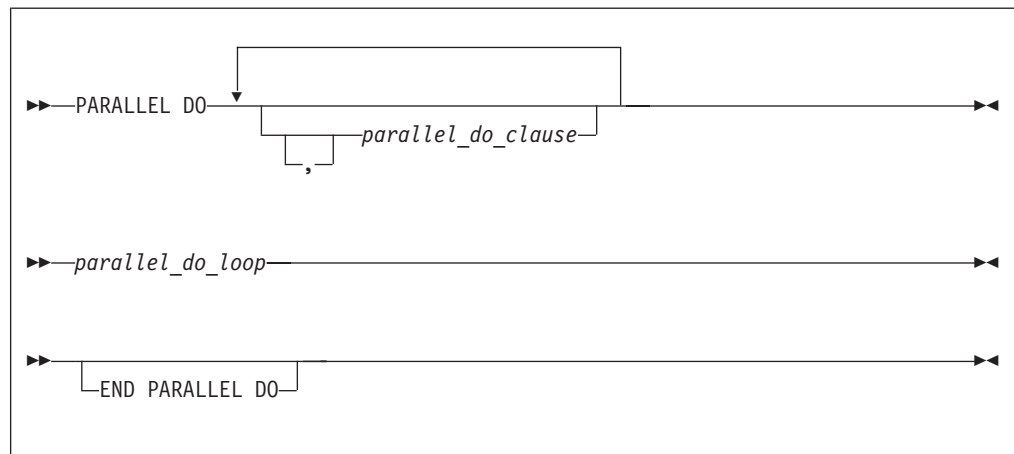 PARALLEL DO
parallel_do_clause
,
parallel_do_loop
END PARALLEL DO